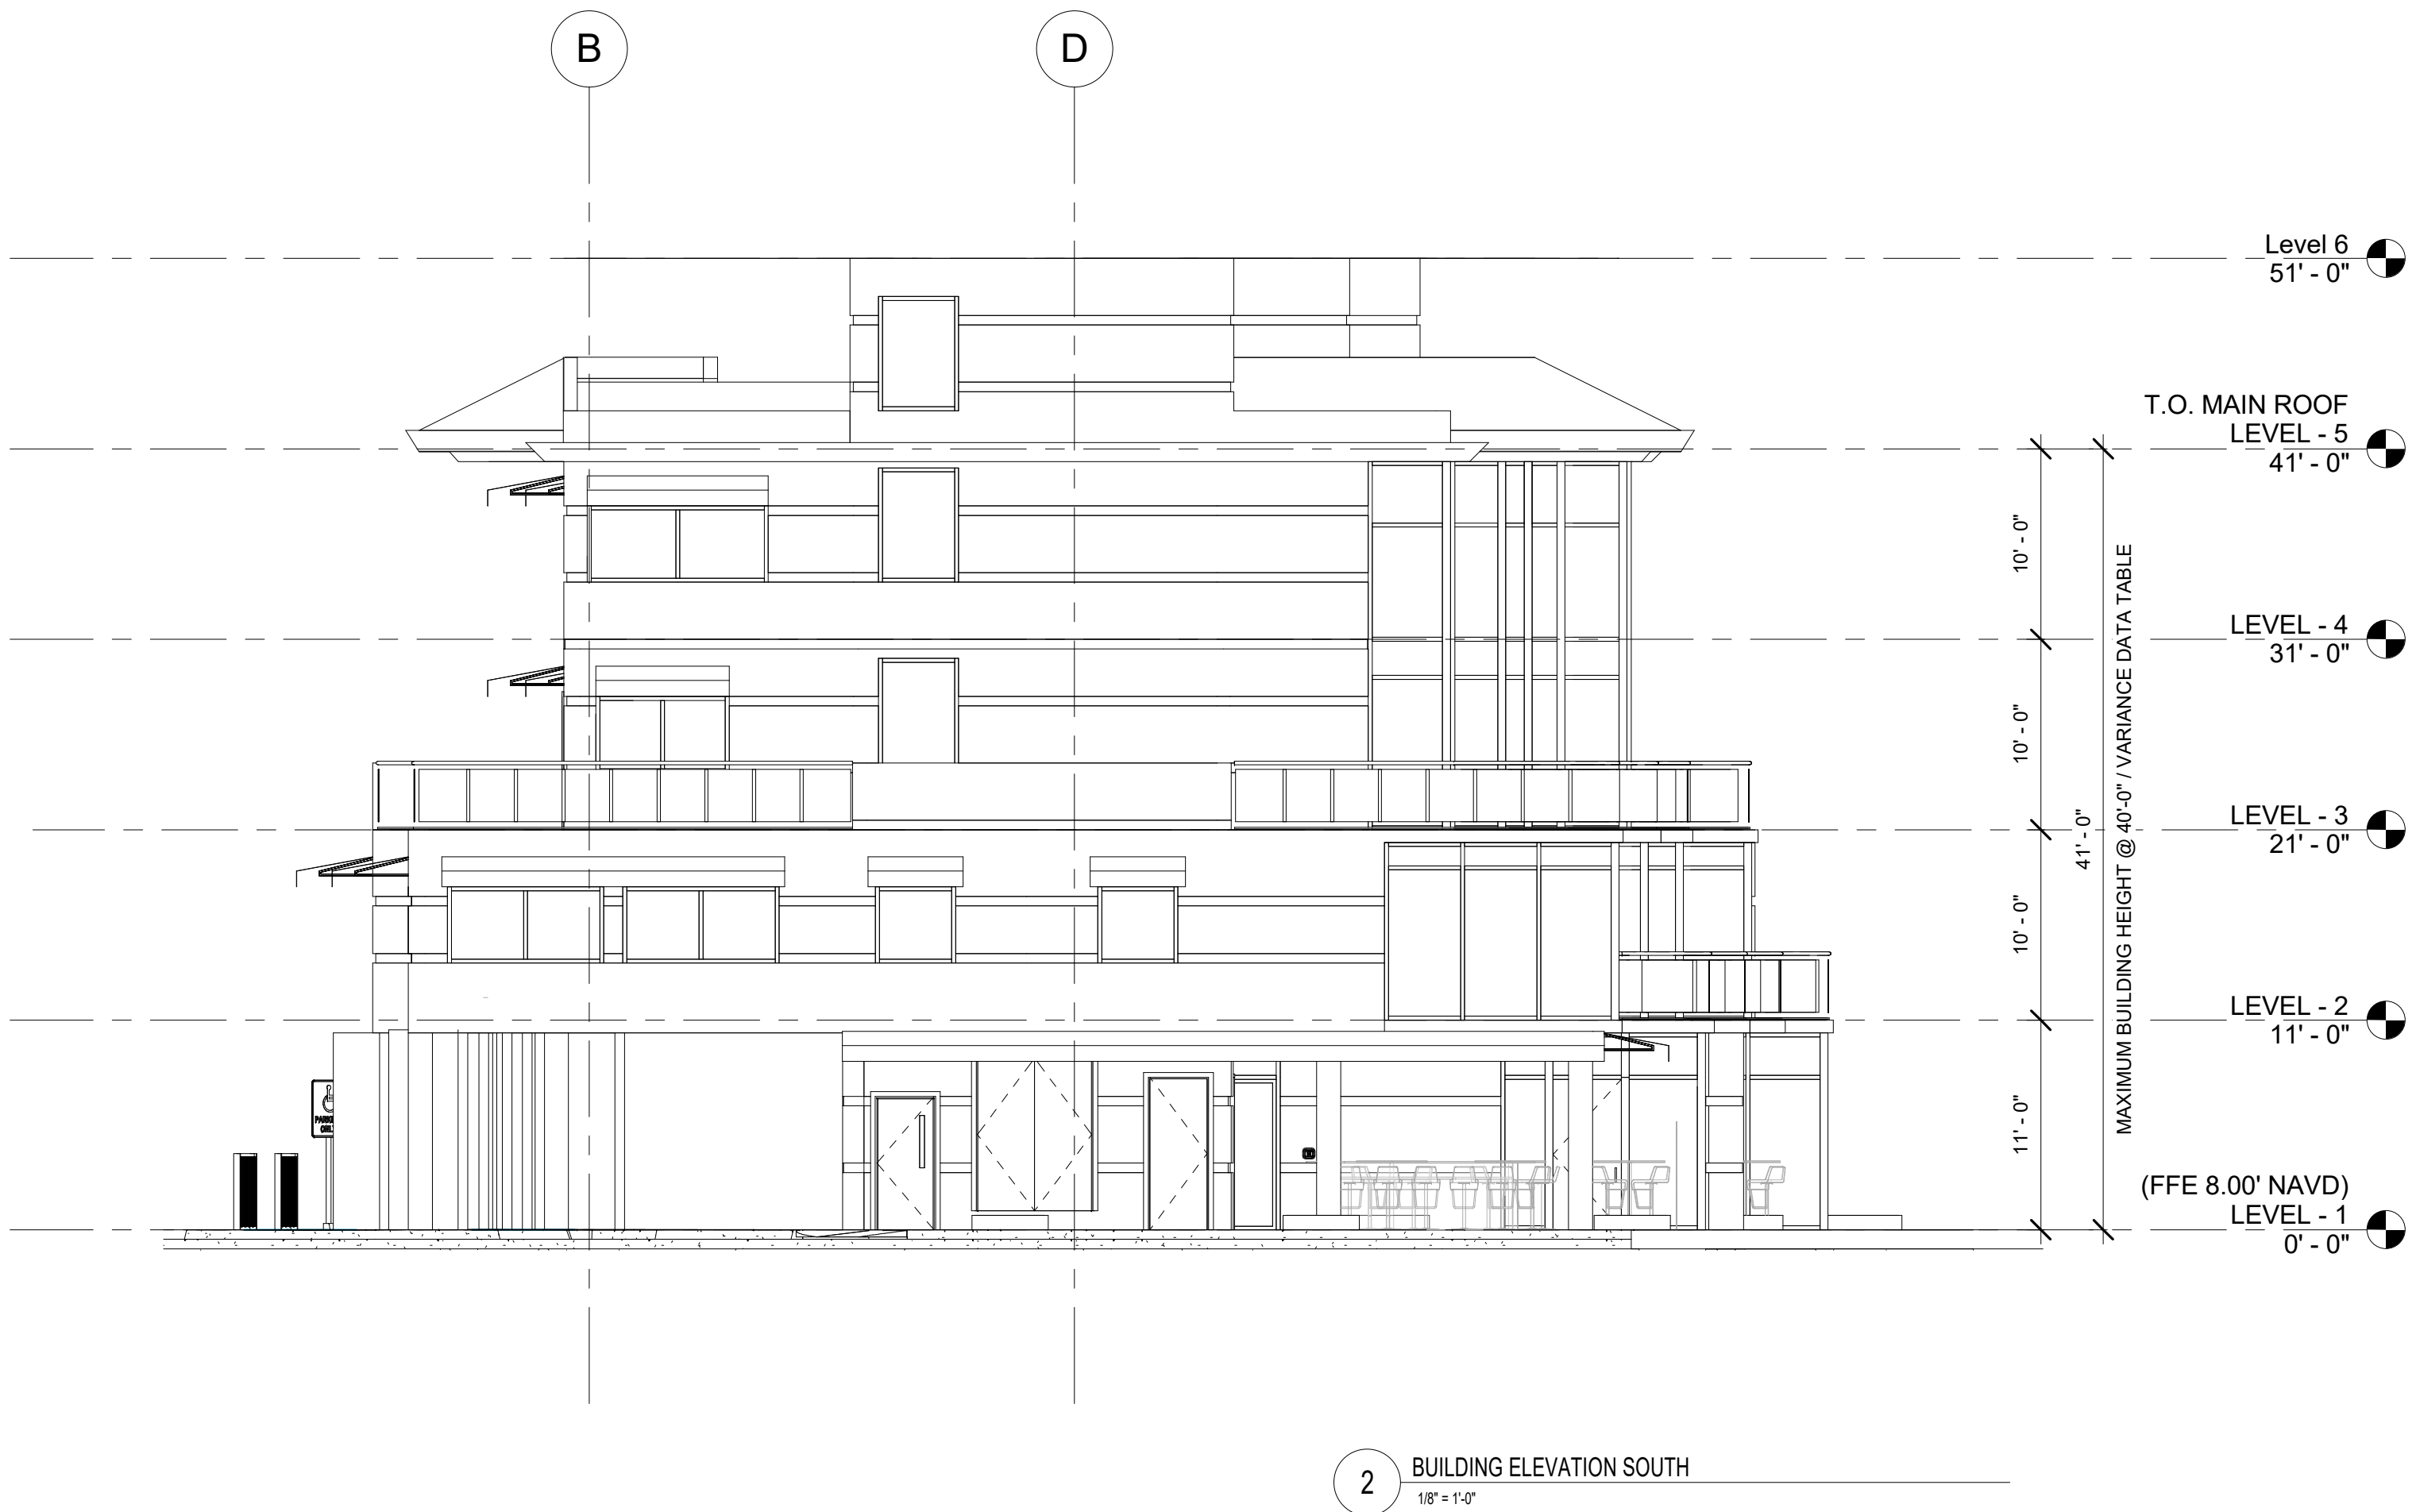 B
D
Level 6
51' - 0"
T.O. MAIN ROOF
LEVEL - 5
41' - 0"
10' - 0"
LEVEL - 4
31' - 0"
10' - 0"
LEVEL - 3
21' - 0"
41' - 0"
MAXIMUM BUILDING HEIGHT @ 40'-0" / VARIANCE DATA TABLE
10' - 0"
LEVEL - 2
11' - 0"
11' - 0"
(FFE 8.00' NAVD)
LEVEL - 1
0' - 0"
2
BUILDING ELEVATION SOUTH
1/8" = 1'-0"